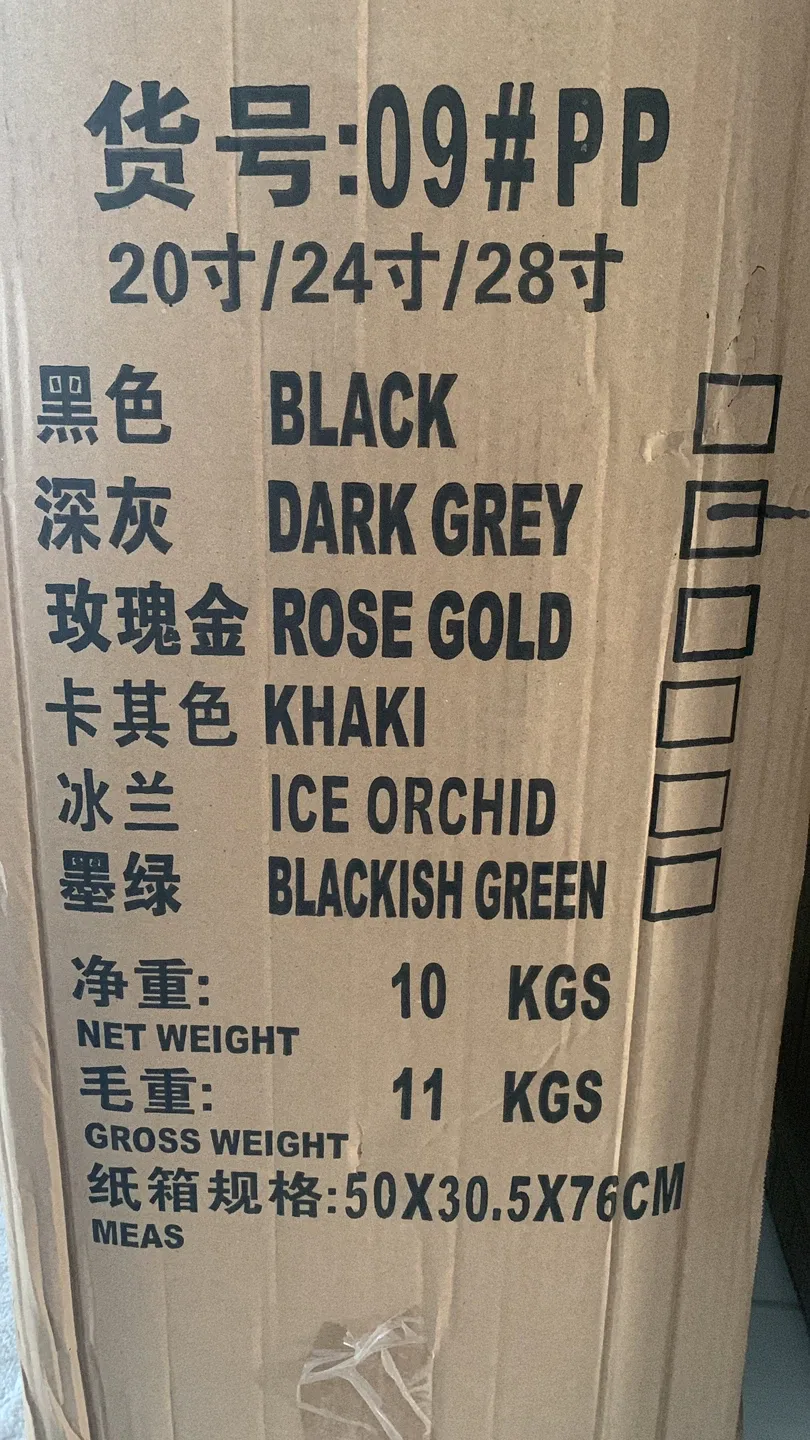 货号:09#PP
20寸/24寸/28寸
黑色 BLACK
深灰 DARK GREY
玫瑰金 ROSE GOLD
卡其色 KHAKI
冰兰 ICE ORCHID
墨绿 BLACKISH GREEN
净重: 10 KGS
NET WEIGHT
毛重: 11 KGS
GROSS WEIGHT
纸箱规格:50X30.5X76CM
MEAS